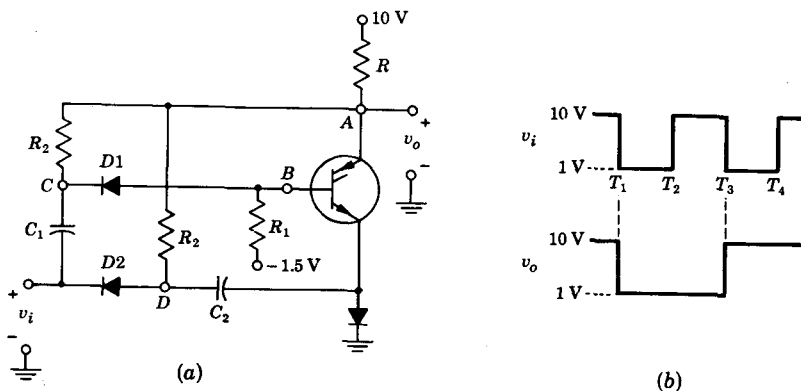 10 V
R
A
+
v_o
-
R_2
D1
C
B
R_1
-1.5 V
C_1
R_2
D2
D
C_2
+
v_i
-
(a)
10 V
v_i
1 V
T_1 T_2 T_3 T_4
10 V
v_o
1 V
(b)